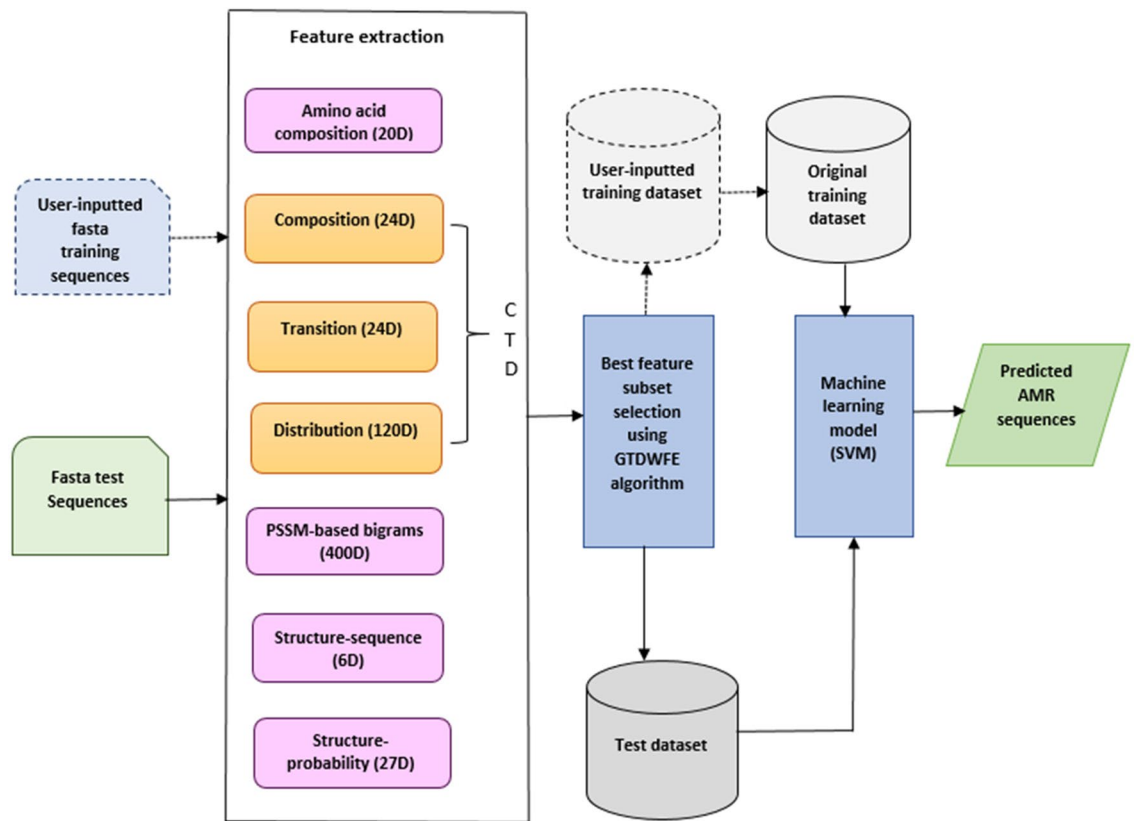 Feature extraction
Amino acid
composition (20D)
User-inputted
fasta
training
sequences
Composition (24D)
Transition (24D)
Distribution (120D)
C
T
D
Fasta test
Sequences
PSSM-based bigrams
(400D)
Structure-sequence
(6D)
Structure-
probability (27D)
User-inputted
training dataset
Original
training
dataset
Best feature
subset
selection
using
GTDWFE
algorithm
Machine
learning
model
(SVM)
Predicted
AMR
sequences
Test dataset